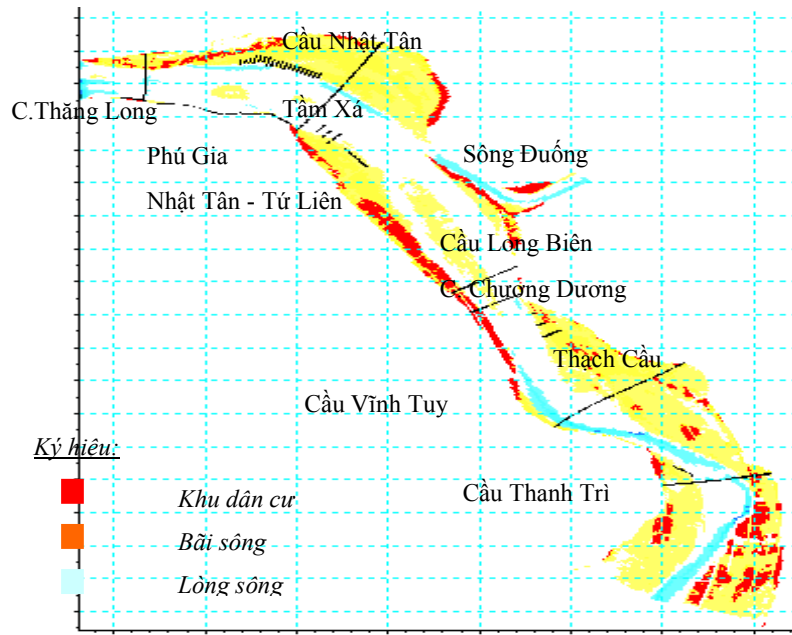 Cầu Nhật Tân
C.Thăng Long
Tầm Xá
Phú Gia
Sông Đuống
Nhật Tân - Tứ Liên
Cầu Long Biên
C. Chương Dương
Thạch Cầu
Cầu Vĩnh Tuy
Ký hiêu:
Cầu Thanh Trì
Khu dân cư
Bãi sông
Lòng sông